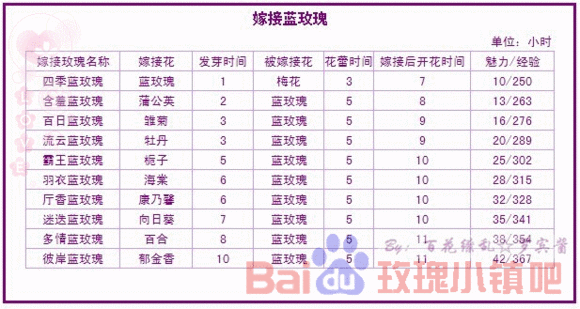 嫁接蓝玫瑰
单位：小时
嫁接玫瑰名称 嫁接花 发芽时间 被嫁接花 花蕾时间 嫁接后开花时间 魅力/经验
四季蓝玫瑰 蓝玫瑰 1 梅花 3 7 10/250
含羞蓝玫瑰 蒲公英 2 蓝玫瑰 5 8 13/263
百日蓝玫瑰 雏菊 3 蓝玫瑰 5 9 16/276
流云蓝玫瑰 牡丹 3 蓝玫瑰 5 9 20/289
霸王蓝玫瑰 栀子 5 蓝玫瑰 5 10 25/302
羽衣蓝玫瑰 海棠 6 蓝玫瑰 5 10 28/315
厅香蓝玫瑰 康乃馨 6 蓝玫瑰 5 10 32/328
迷迭蓝玫瑰 向日葵 7 蓝玫瑰 5 10 35/341
多情蓝玫瑰 百合 8 蓝玫瑰 5 11 38/354
彼岸蓝玫瑰 郁金香 10 蓝玫瑰 5 11 42/367
By: 百花缭乱☆罗宾酱
Bai du 玫瑰小镇吧